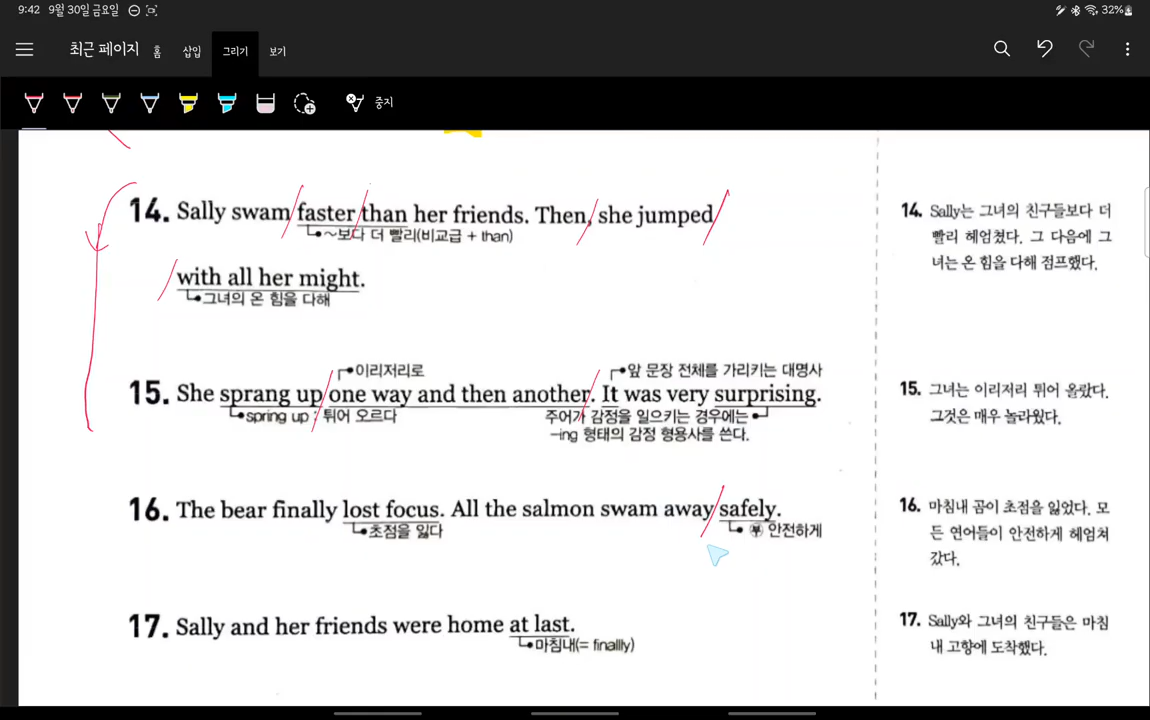 9:42 9월 30일 금요일 32%
최근 페이지 홈 삽입 그리기 보기
중지
14. Sally swam faster than her friends. Then, she jumped
~보다 더 빨리(비교급 + than)
with all her might.
그녀의 온 힘을 다해
14. Sally는 그녀의 친구들보다 더
빨리 헤엄쳤다. 그 다음에 그
녀는 온 힘을 다해 점프했다.
이리저리로 앞 문장 전체를 가리키는 대명사
15. She sprang up one way and then another. It was very surprising.
spring up : 튀어 오르다 주어가 감정을 일으키는 경우에는
-ing 형태의 감정 형용사를 쓴다.
15. 그녀는 이리저리 튀어 올랐다.
그것은 매우 놀라웠다.
16. The bear finally lost focus. All the salmon swam away safely.
초점을 잃다 부 안전하게
16. 마침내 곰이 초점을 잃었다. 모
든 연어들이 안전하게 헤엄쳐
갔다.
17. Sally and her friends were home at last.
마침내(= finallly)
17. Sally와 그녀의 친구들은 마침
내 고향에 도착했다.